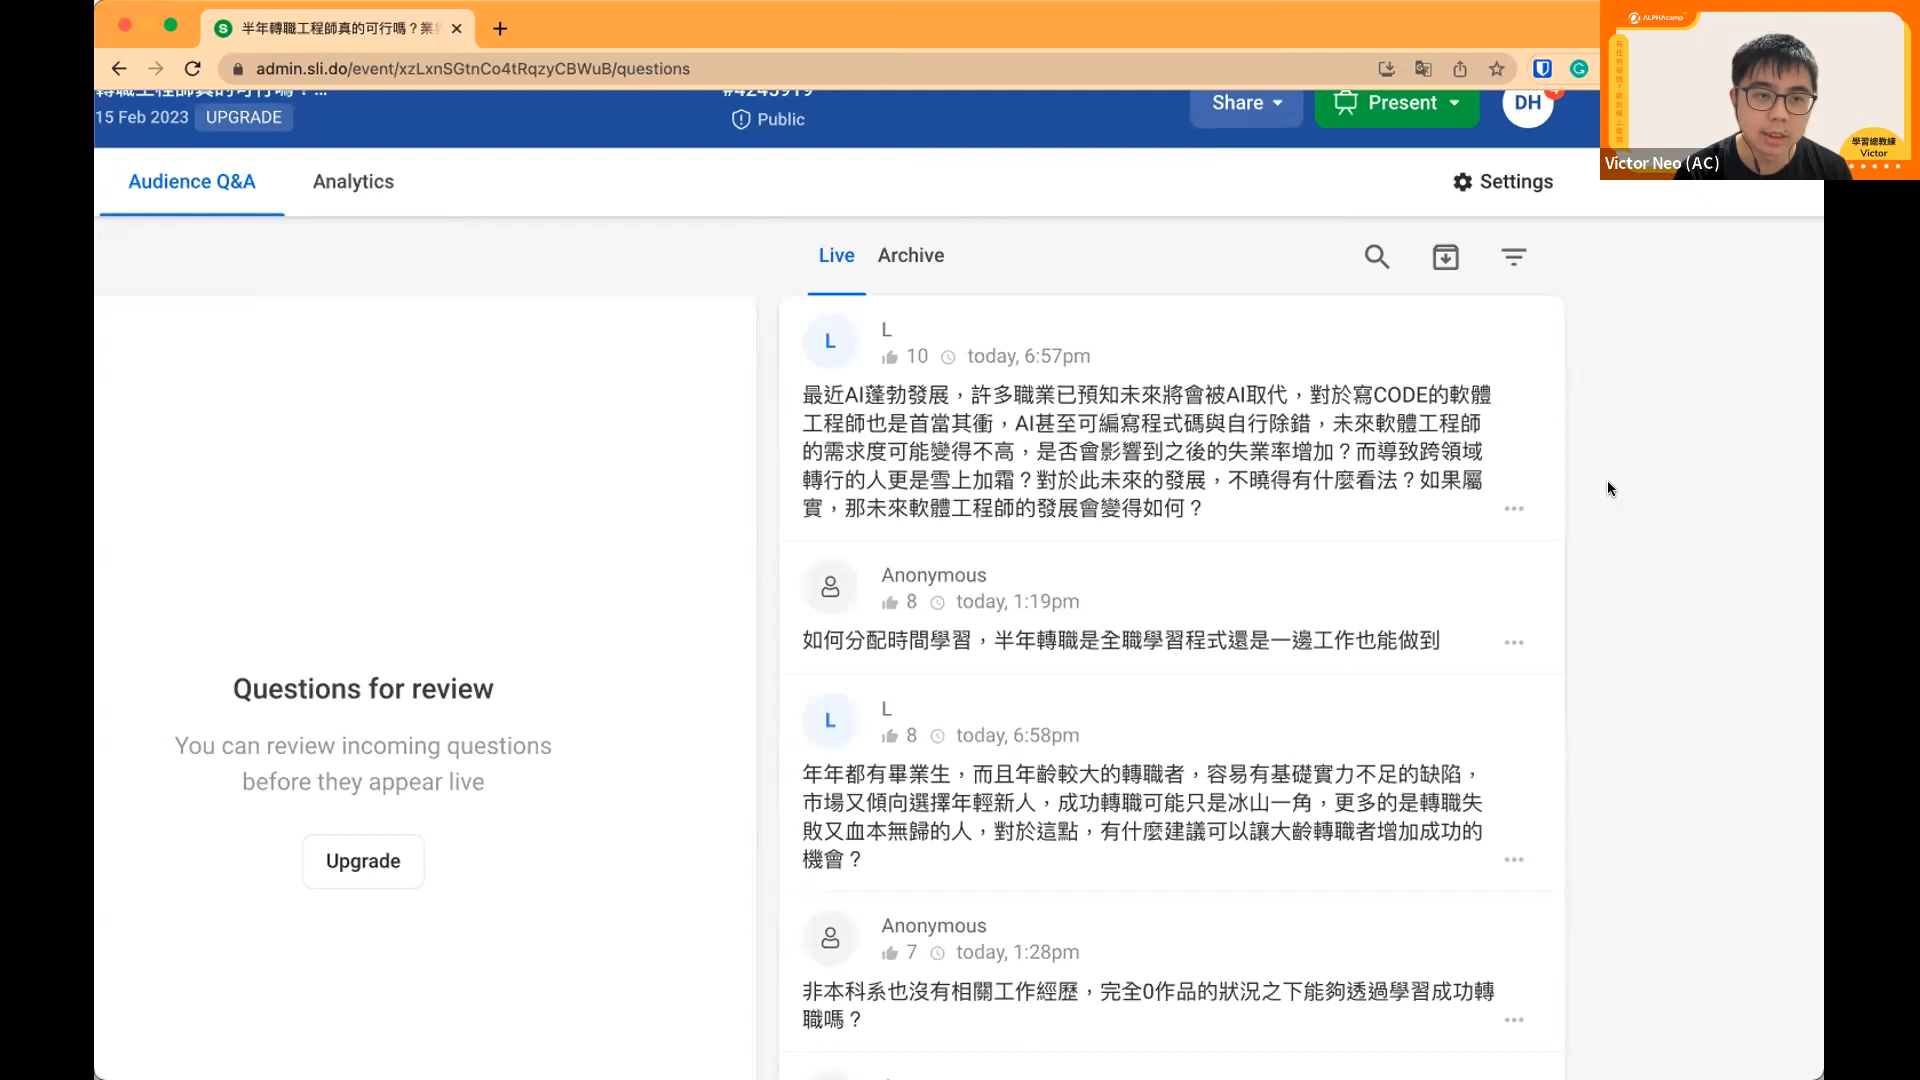 半年轉職工程師真的可行嗎？業
admin.sli.do/event/xzLxnSGtnCo4tRqzyCBWuB/questions
轉職工程師真的可行嗎？...
15 Feb 2023
UPGRADE
#4243919
Public
Share
Present
DH
Audience Q&A
Analytics
Settings
ALPHAcamp
學習總教練
Victor
Victor Neo (AC)
Live
Archive
Questions for review
You can review incoming questions
before they appear live
Upgrade
L
L
10
today, 6:57pm
最近AI蓬勃發展，許多職業已預知未來將會被AI取代，對於寫CODE的軟體
工程師也是首當其衝，AI甚至可編寫程式碼與自行除錯，未來軟體工程師
的需求度可能變得不高，是否會影響到之後的失業率增加？而導致跨領域
轉行的人更是雪上加霜？對於此未來的發展，不曉得有什麼看法？如果屬
實，那未來軟體工程師的發展會變得如何？
Anonymous
8
today, 1:19pm
如何分配時間學習，半年轉職是全職學習程式還是一邊工作也能做到
L
L
8
today, 6:58pm
年年都有畢業生，而且年齡較大的轉職者，容易有基礎實力不足的缺陷，
市場又傾向選擇年輕新人，成功轉職可能只是冰山一角，更多的是轉職失
敗又血本無歸的人，對於這點，有什麼建議可以讓大齡轉職者增加成功的
機會？
Anonymous
7
today, 1:28pm
非本科系也沒有相關工作經歷，完全0作品的狀況之下能夠透過學習成功轉
職嗎？